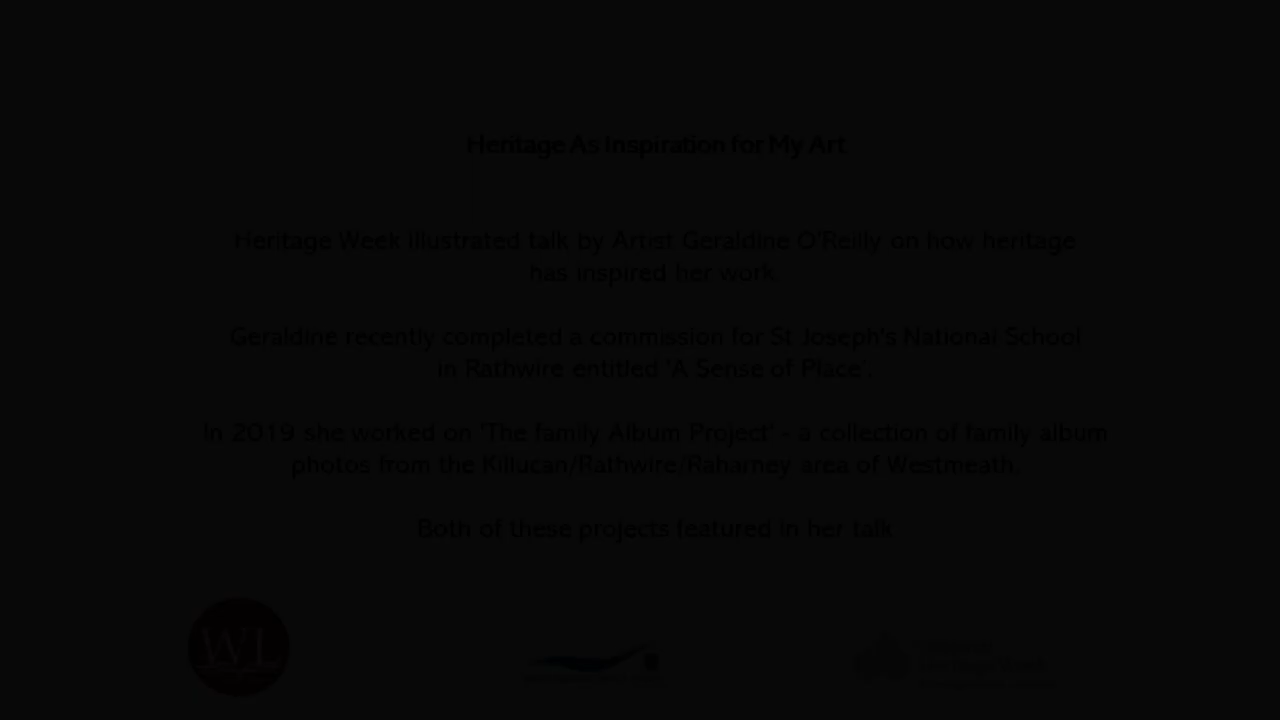 Heritage As Inspiration for My Art
Heritage Week illustrated talk by Artist Geraldine O'Reilly on how heritage
has inspired her work.
Geraldine recently completed a commission for St Joseph's National School
in Rathwire entitled 'A Sense of Place'.
In 2019 she worked on 'The family Album Project' - a collection of family album
photos from the Killucan/Rathwire/Raharney area of Westmeath.
Both of these projects featured in her talk
WL